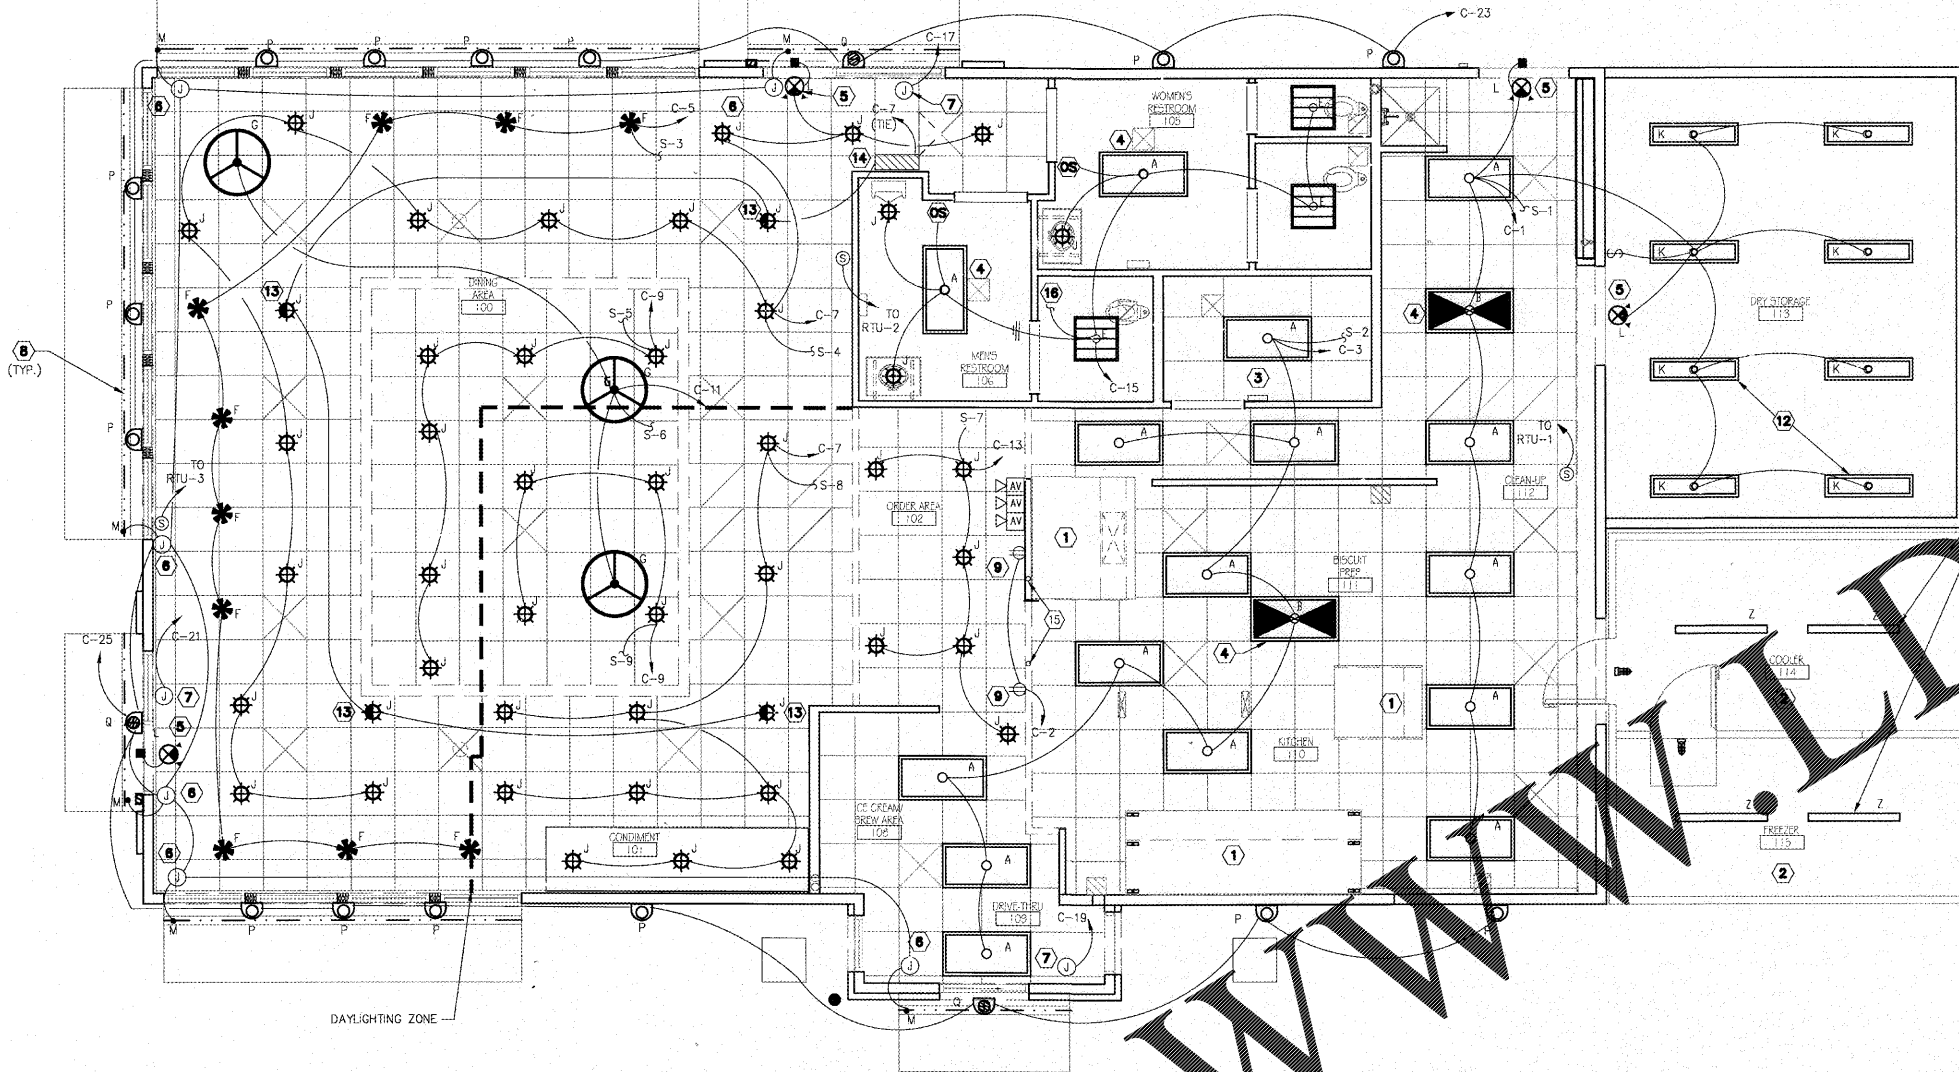 C-23
M
P
P
P
P
Q
C-17
P
P
6
G
F
F
F
C-5
S-3
6
5
C-7
(TIE)
7
14
WOMEN'S
RESTROOM
105
4
OS
A
E
E
L
5
A
S-1
C-1
K
K
K
K
K
K
K
K
DRY STORAGE
113
12
5
L
P
P
P
13
OS
A
4
S
TO
RTU-2
MEN'S
RESTROOM
106
16
E
C-15
A
S-2
C-3
3
B
4
8
(TYP.)
F
13
DINING
AREA
100
C-9
S-5
C-7
S-4
G
G
C-11
S-6
F
TO
RTU-3
S
M
J
6
F
F
C-7
S-8
G
S-9
C-9
S-7
C-13
ORDER AREA
102
AV
AV
AV
1
9
15
9
C-2
A
A
A
TO
RTU-1
S
CLEAN-UP
112
A
BISCUIT
PREP
111
A
B
4
A
A
1
KITCHEN
110
A
C-25
C-21
7
Q
5
13
13
M
J
6
6
J
F
F
F
CONDIMENT
101
A
ICE CREAM/
BREW AREA
108
A
1
A
Z
Z
COOLER
114
2
Z
Z
FREEZER
115
2
M
P
P
P
P
DRIVE-THRU
109
C-19
6
J
A
7
J
P
P
Q
M
DAYLIGHTING ZONE
WWW.LD